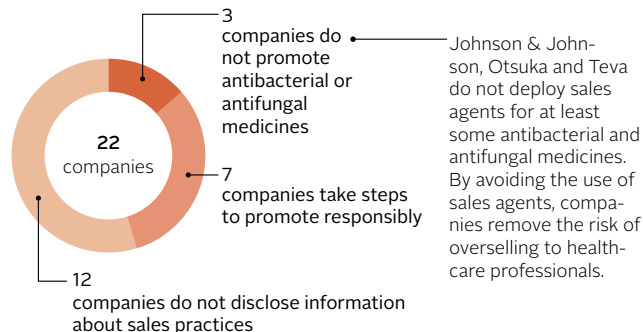 3
companies do
not promote
antibacterial or
antifungal
medicines
Johnson & John-
son, Otsuka and Teva
do not deploy sales
agents for at least
some antibacterial and
antifungal medicines.
By avoiding the use of
sales agents, compa-
nies remove the risk of
overselling to health-
care professionals.
22
companies
7
companies take steps
to promote responsibly
12
companies do not disclose information
about sales practices